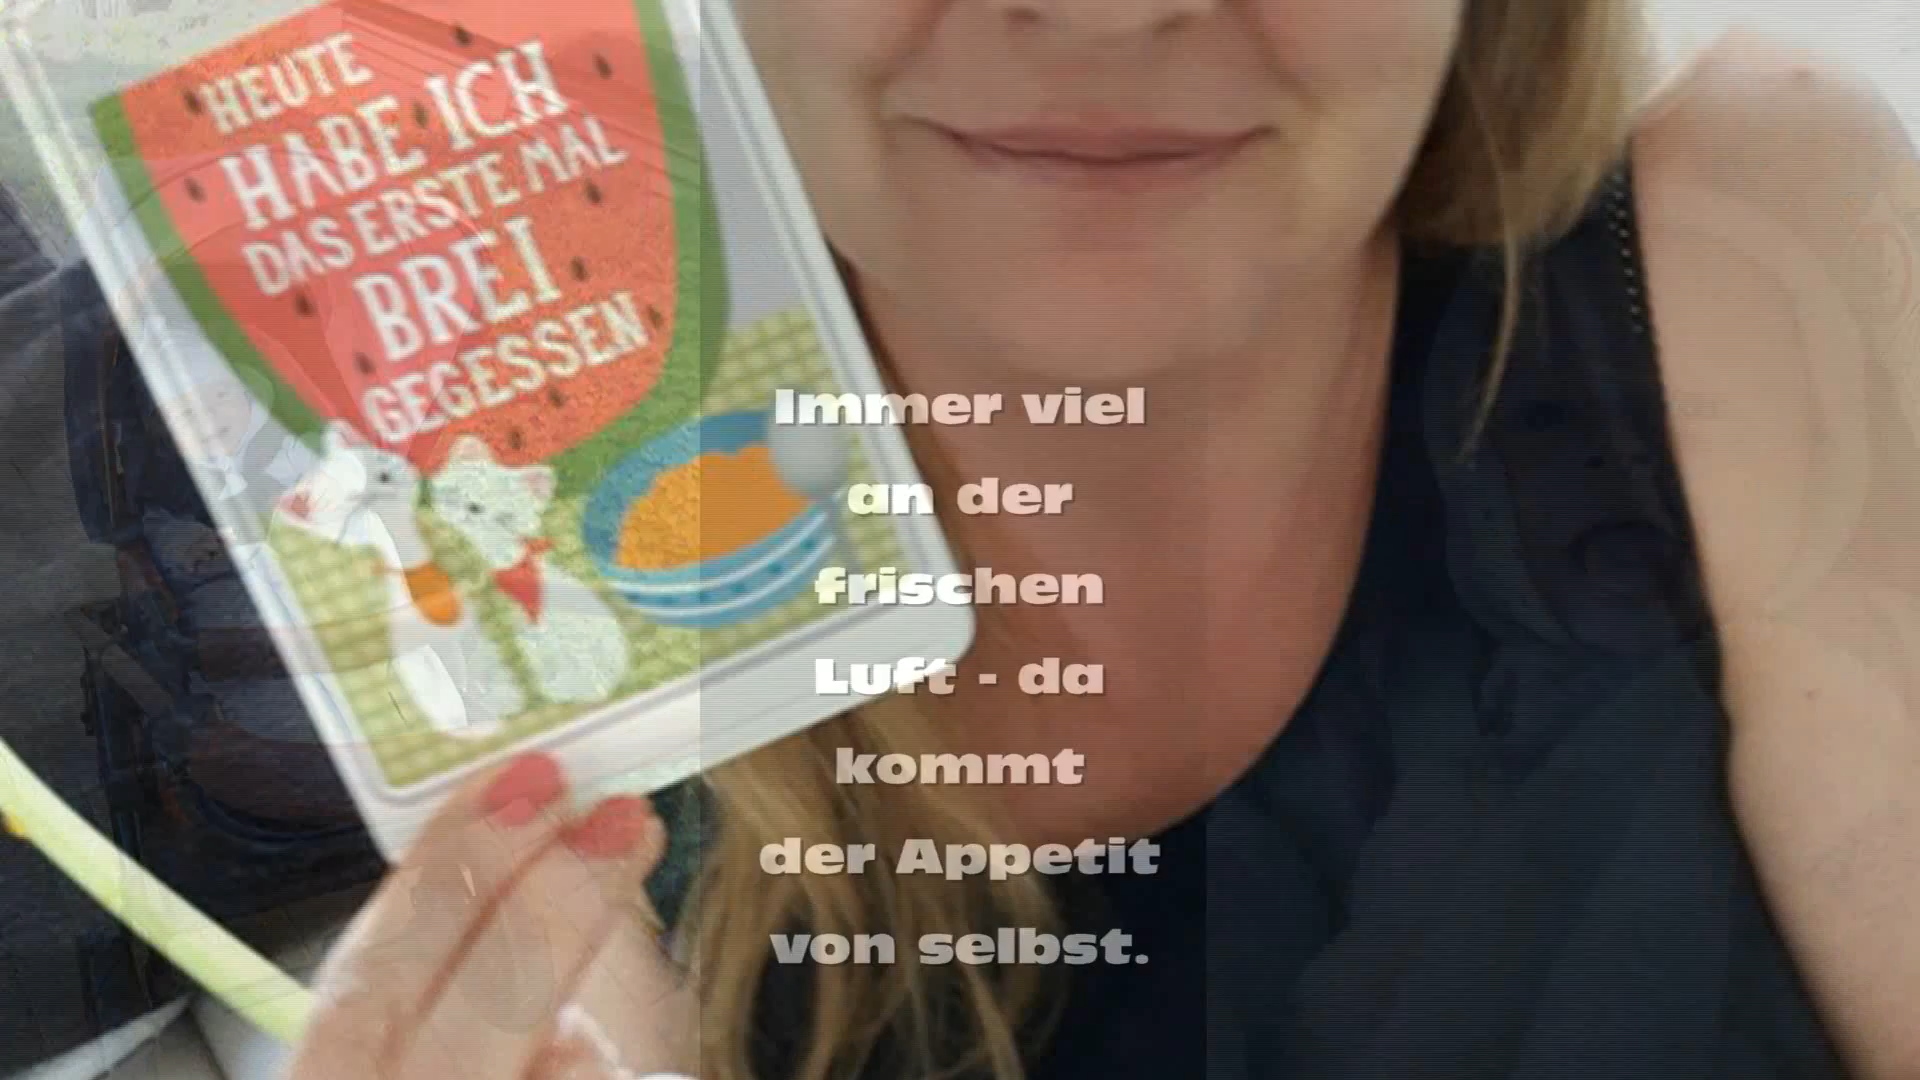 HEUTE
HABE ICH
DAS ERSTE MAL
BREI
GEGESSEN
Immer viel
an der
frischen
Luft - da
kommt
der Appetit
von selbst.